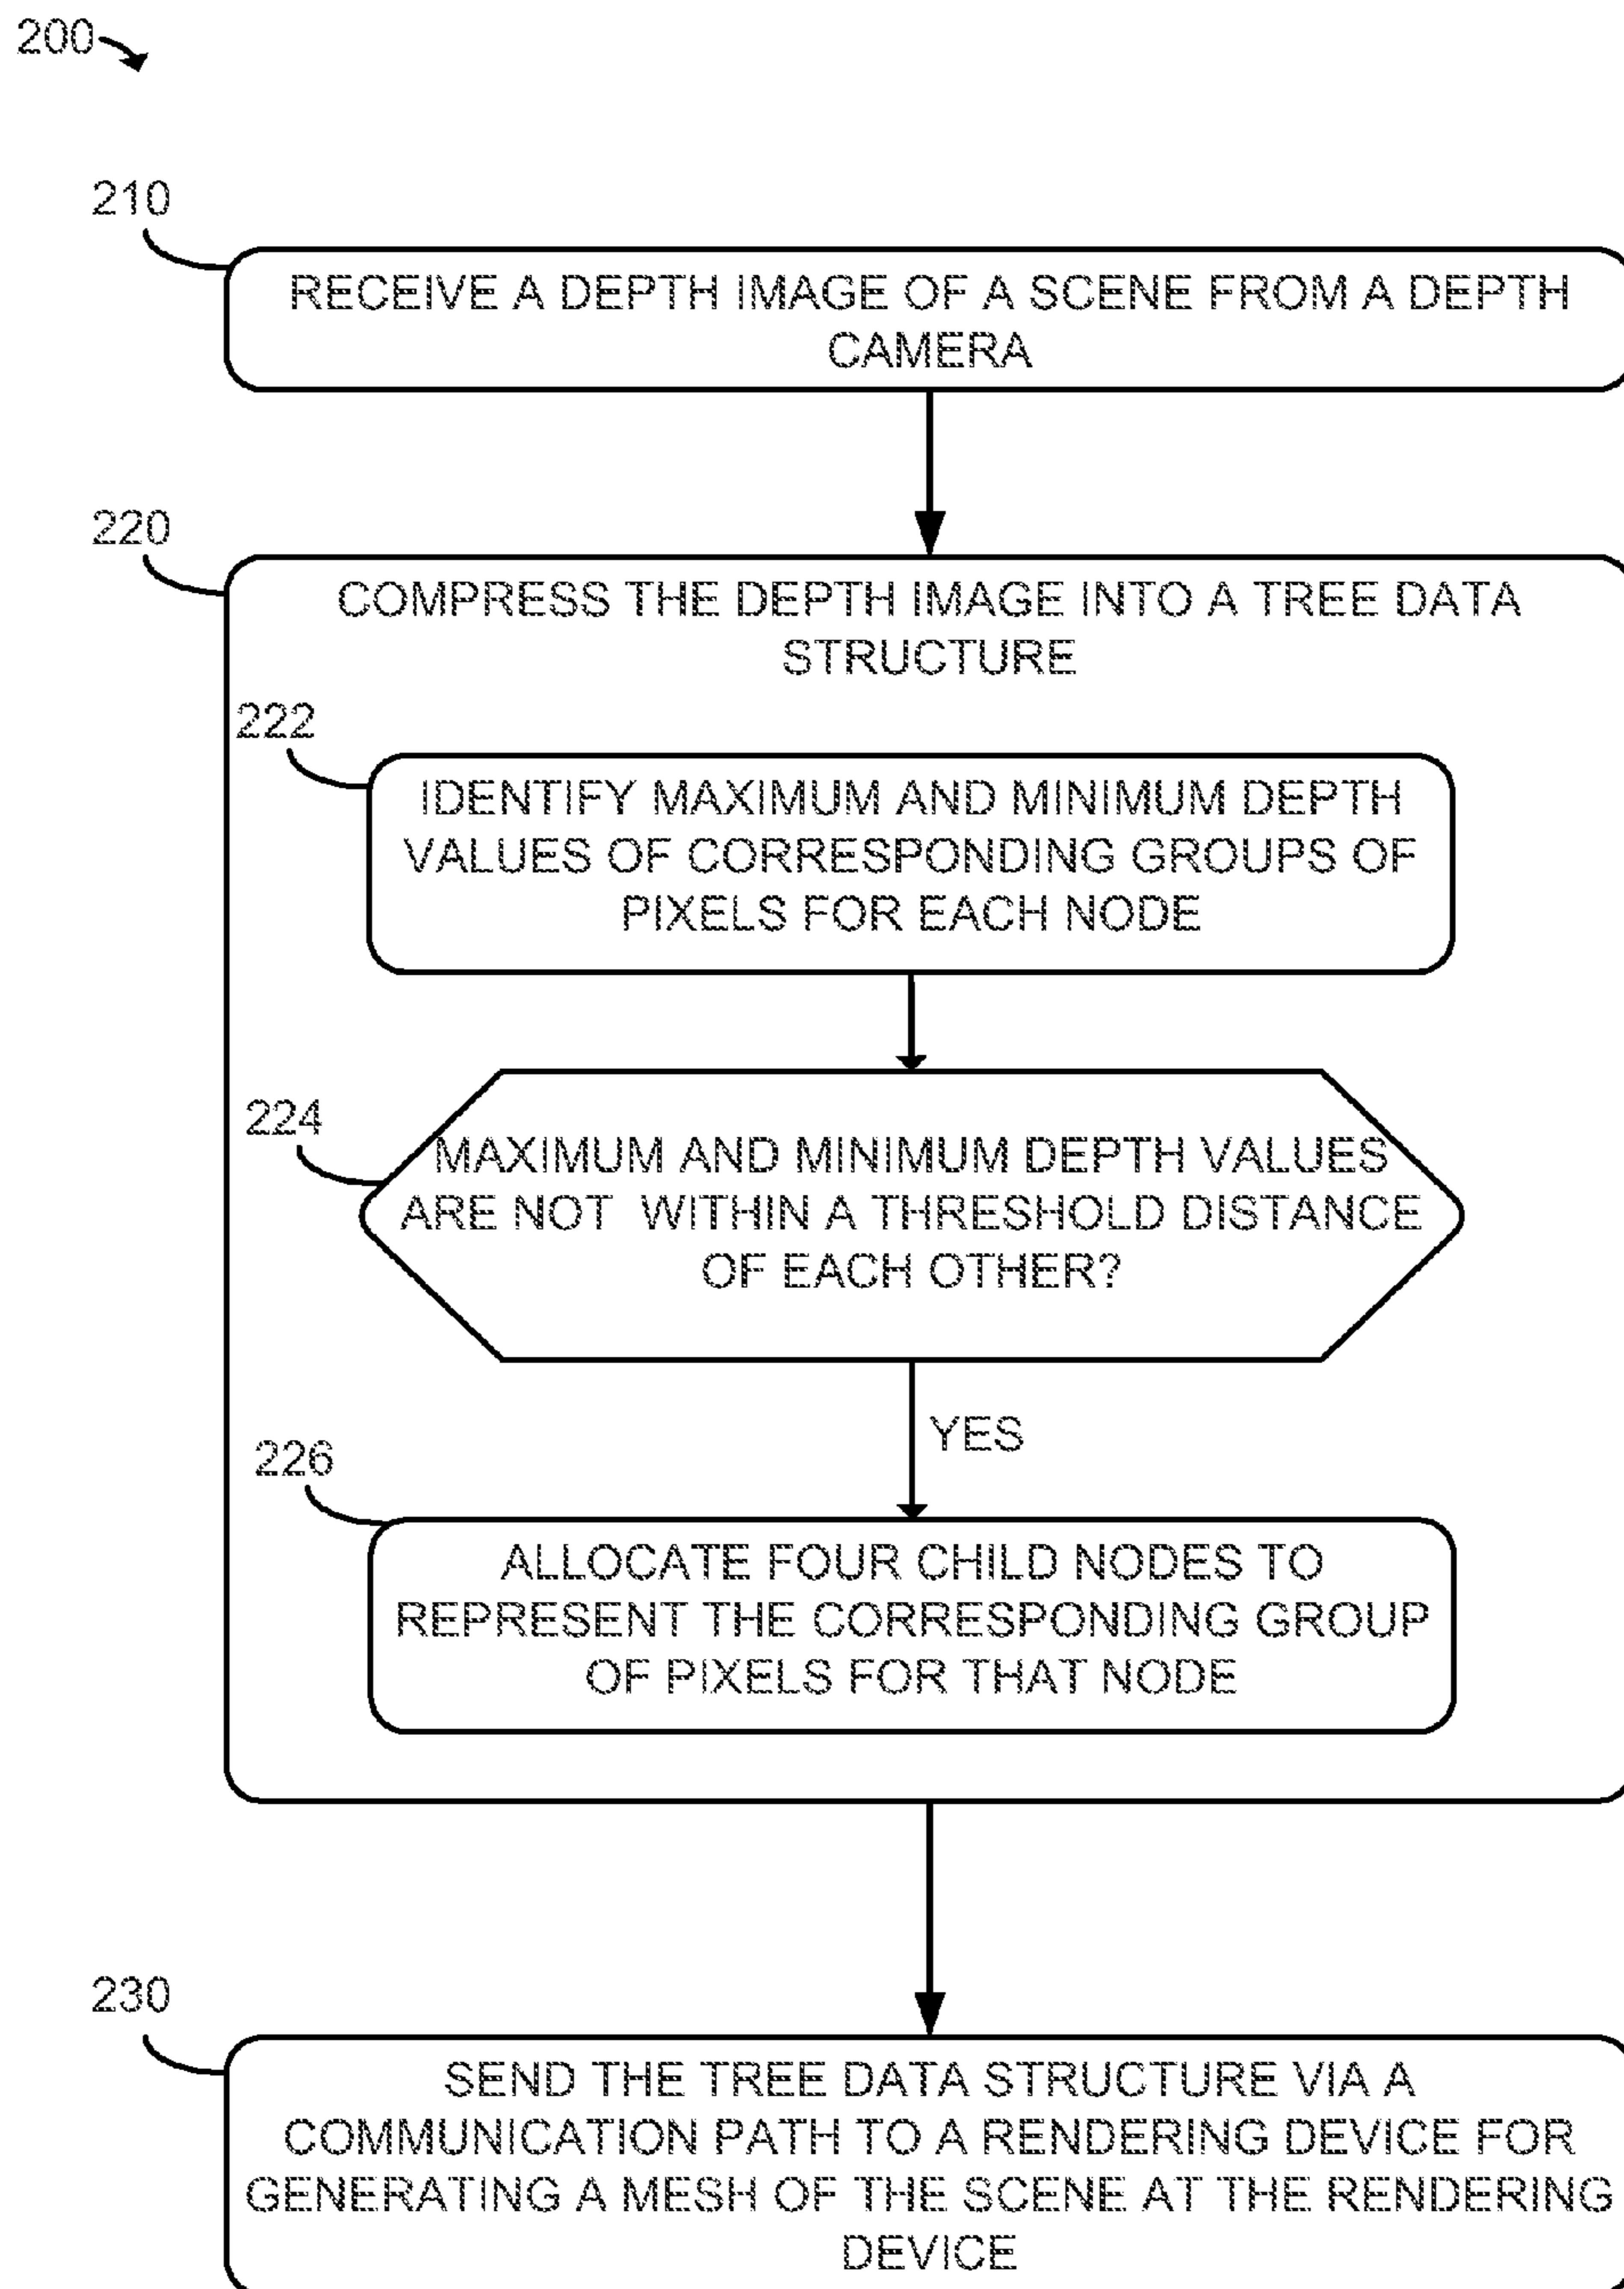 200
210
RECEIVE A DEPTH IMAGE OF A SCENE FROM A DEPTH
CAMERA
220
COMPRESS THE DEPTH IMAGE INTO A TREE DATA
STRUCTURE
222
IDENTIFY MAXIMUM AND MINIMUM DEPTH
VALUES OF CORRESPONDING GROUPS OF
PIXELS FOR EACH NODE
224
MAXIMUM AND MINIMUM DEPTH VALUES
ARE NOT WITHIN A THRESHOLD DISTANCE
OF EACH OTHER?
YES
226
ALLOCATE FOUR CHILD NODES TO
REPRESENT THE CORRESPONDING GROUP
OF PIXELS FOR THAT NODE
230
SEND THE TREE DATA STRUCTURE VIA A
COMMUNICATION PATH TO A RENDERING DEVICE FOR
GENERATING A MESH OF THE SCENE AT THE RENDERING
DEVICE